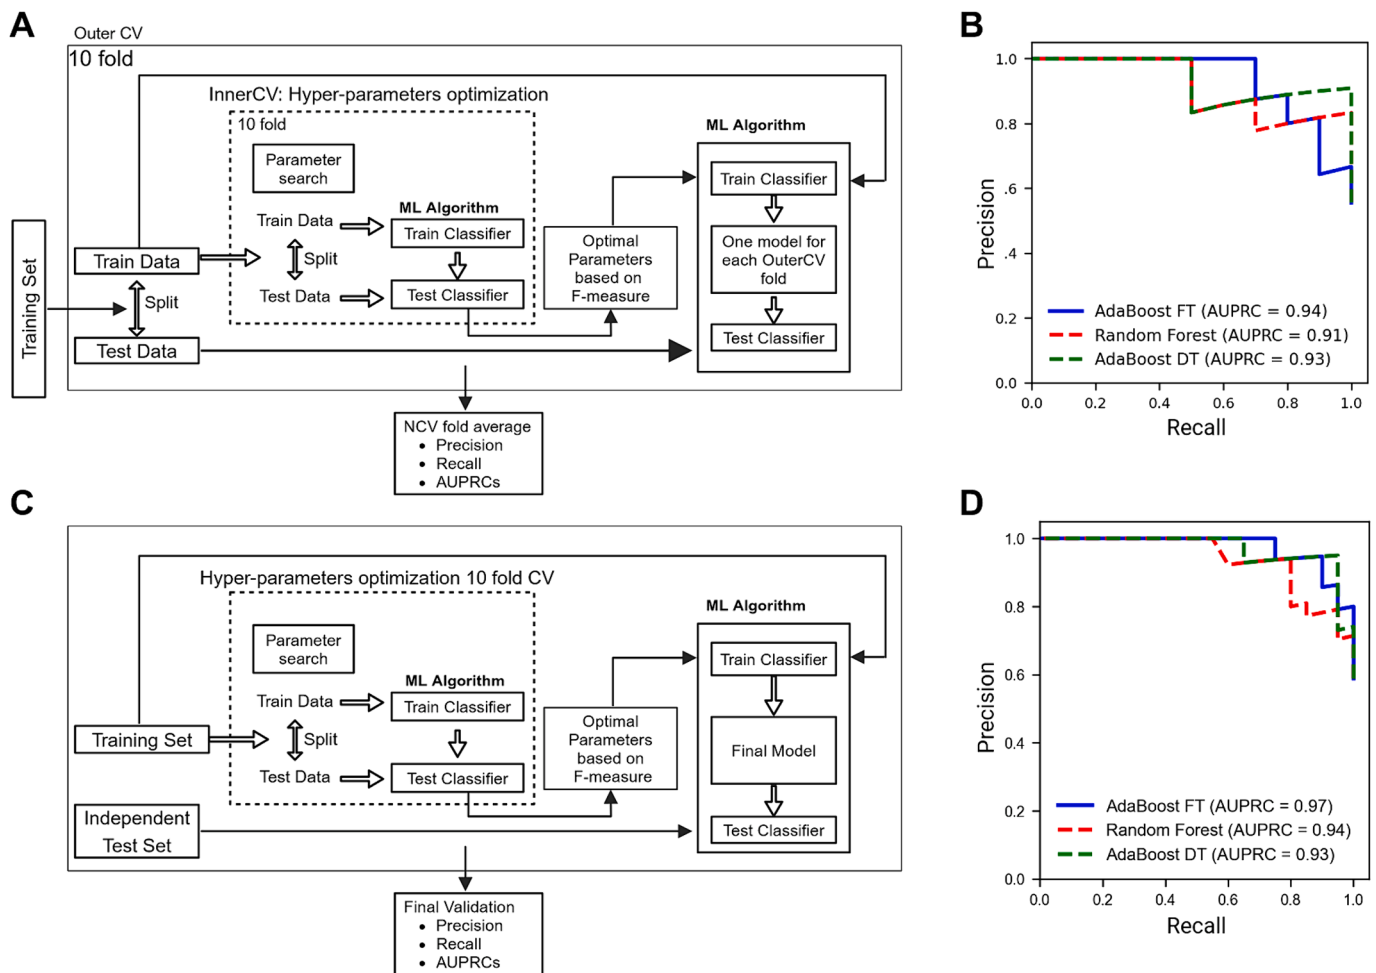 A
Outer CV
10 fold
InnerCV: Hyper-parameters optimization
10 fold
Parameter
search
ML Algorithm
Train Data
Train Classifier
Split
Test Data
Test Classifier
Training Set
Train Data
Split
Test Data
Optimal
Parameters
based on
F-measure
ML Algorithm
Train Classifier
One model for
each OuterCV
fold
Test Classifier
NCV fold average
• Precision
• Recall
• AUPRCs
B
1.0
0.8
.6
.4
0.2
0.0
Precision
AdaBoost FT (AUPRC = 0.94)
Random Forest (AUPRC = 0.91)
AdaBoost DT (AUPRC = 0.93)
0.0 0.2 0.4 0.6 0.8 1.0
Recall
C
Hyper-parameters optimization 10 fold CV
Parameter
search
ML Algorithm
Train Data
Train Classifier
Split
Test Data
Test Classifier
Training Set
Independent
Test Set
Optimal
Parameters
based on
F-measure
ML Algorithm
Train Classifier
Final Model
Test Classifier
Final Validation
• Precision
• Recall
• AUPRCs
D
1.0
0.8
0.6
0.4
0.2
0.0
Precision
AdaBoost FT (AUPRC = 0.97)
Random Forest (AUPRC = 0.94)
AdaBoost DT (AUPRC = 0.93)
0.0 0.2 0.4 0.6 0.8 1.0
Recall